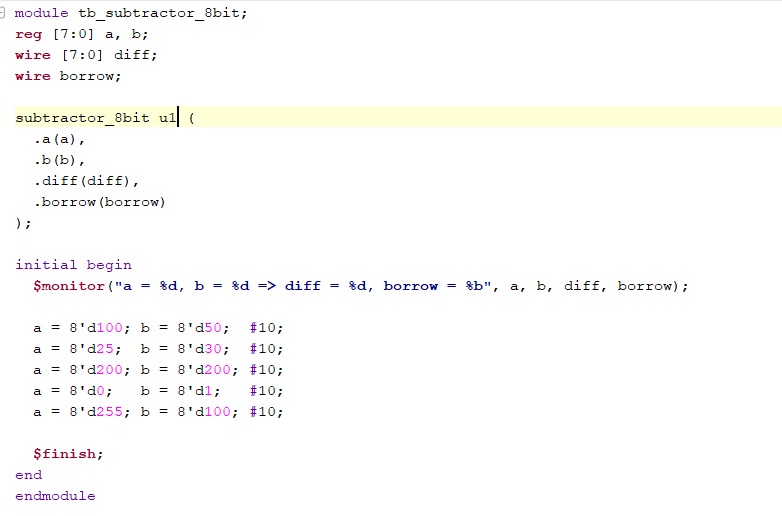 module tb_subtractor_8bit;
reg [7:0] a, b;
wire [7:0] diff;
wire borrow;
subtractor_8bit u1 (
.a(a),
.b(b),
.diff(diff),
.borrow(borrow)
);
initial begin
$monitor("a = %d, b = %d => diff = %d, borrow = %b", a, b, diff, borrow);
a = 8'd100; b = 8'd50; #10;
a = 8'd25; b = 8'd30; #10;
a = 8'd200; b = 8'd200; #10;
a = 8'd0; b = 8'd1; #10;
a = 8'd255; b = 8'd100; #10;
$finish;
end
endmodule